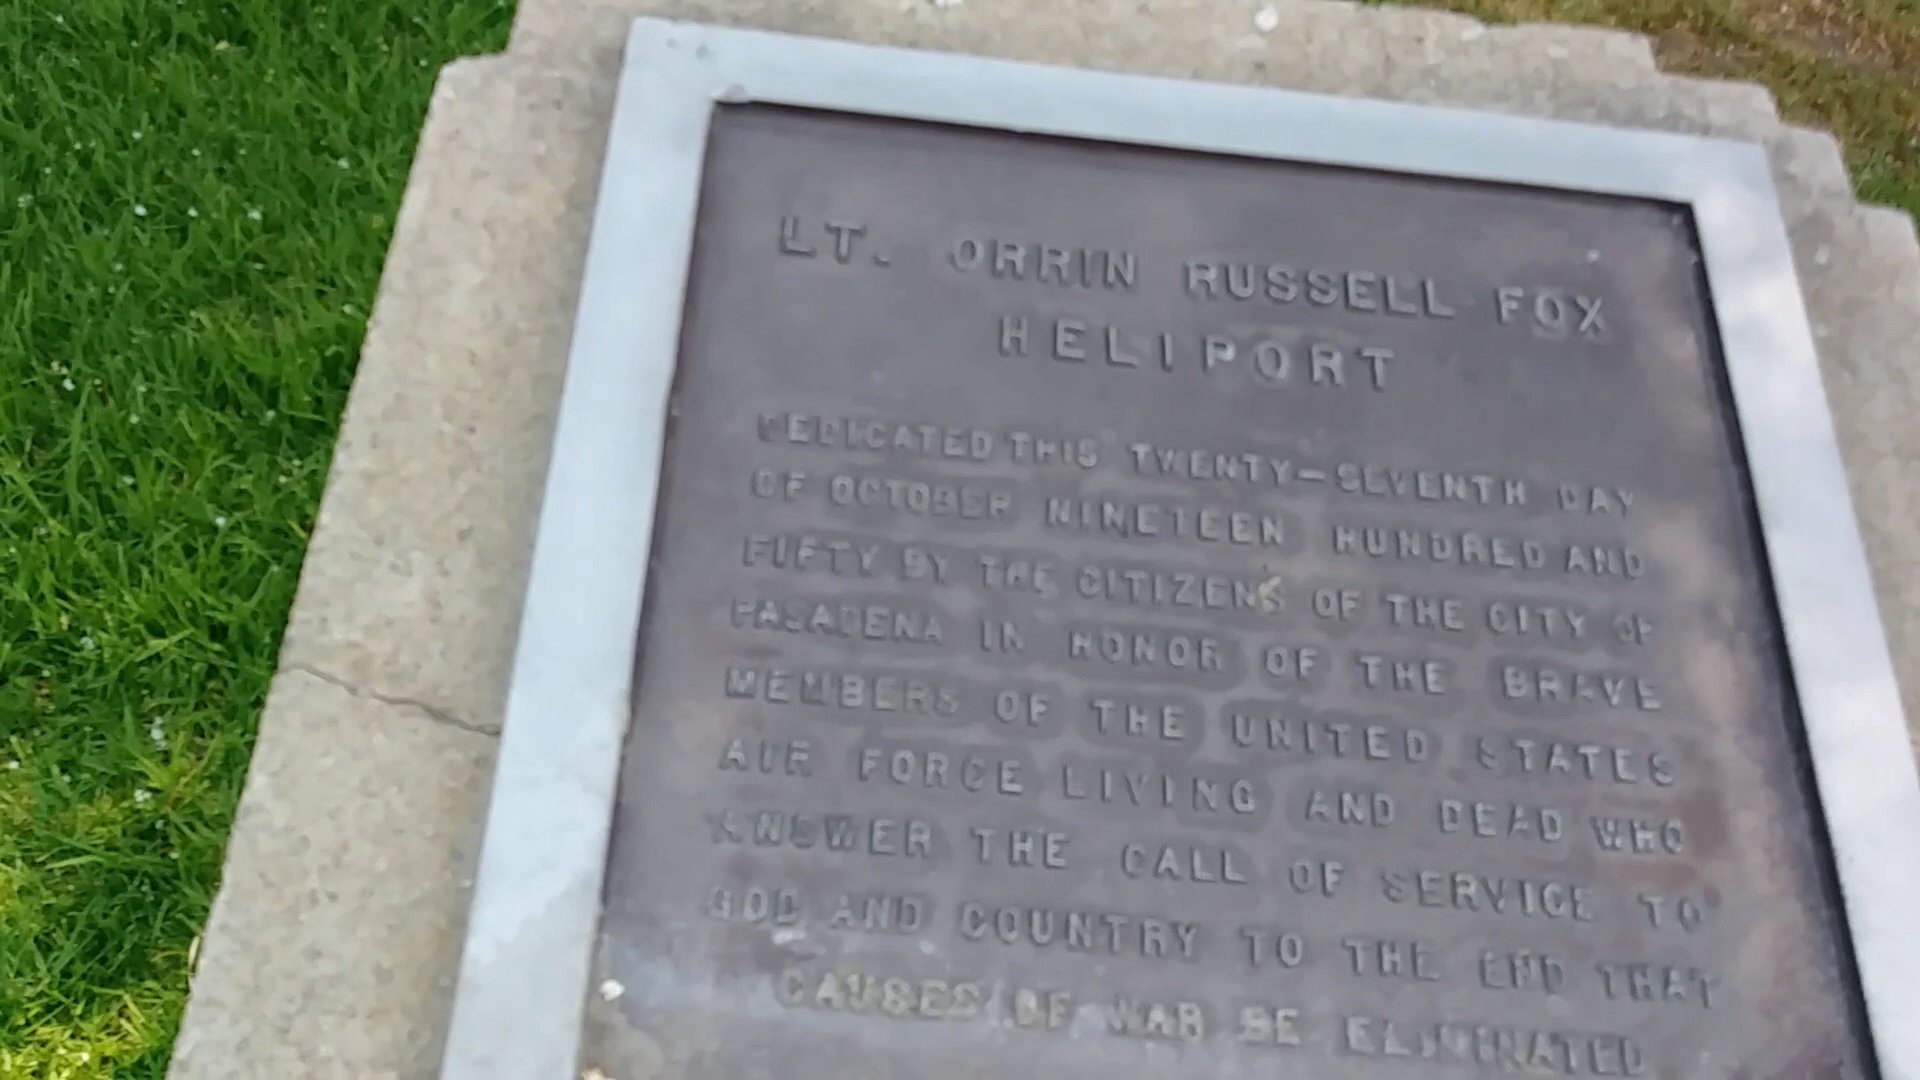 LT. ORRIN RUSSELL FOX
HELIPORT
DEDICATED THIS TWENTY-SEVENTH DAY
OF OCTOBER NINETEEN HUNDRED AND
FIFTY BY THE CITIZENS OF THE CITY OF
PASADENA IN HONOR OF THE BRAVE
MEMBERS OF THE UNITED STATES
AIR FORCE LIVING AND DEAD WHO
ANSWER THE CALL OF SERVICE TO
GOD AND COUNTRY TO THE END THAT
CAUSES OF WAR BE ELIMINATED